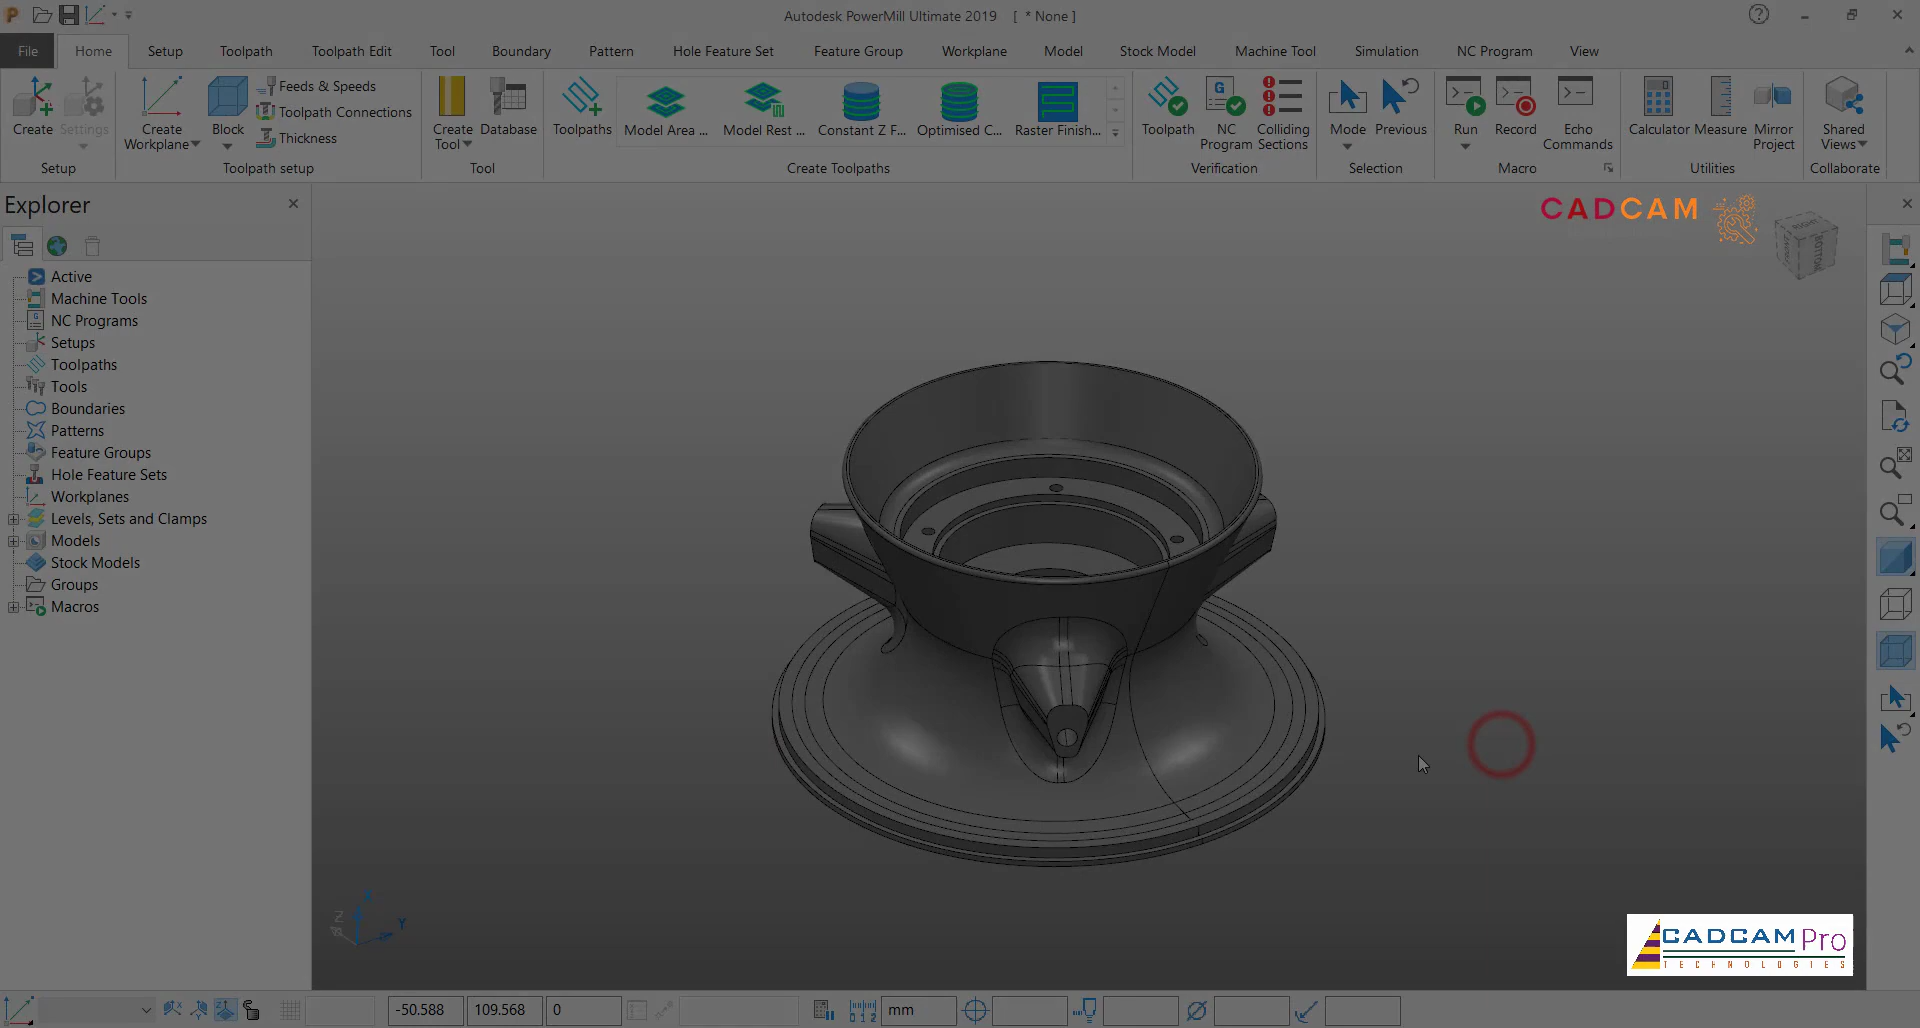 Autodesk PowerMill Ultimate 2019 [ * None ]
File Home Setup Toolpath Toolpath Edit Tool Boundary Pattern Hole Feature Set Feature Group Workplane Model Stock Model Machine Tool Simulation NC Program View
Create
Settings
Setup
Create
Workplane
Block
Feeds & Speeds
Toolpath Connections
Thickness
Toolpath setup
Create
Tool
Database
Tool
Toolpaths
Model Area ...
Model Rest ...
Constant Z F...
Optimised C...
Raster Finish...
Create Toolpaths
Toolpath
NC
Program
Colliding
Sections
Verification
Mode
Previous
Selection
Run
Record
Echo
Commands
Macro
Calculator
Measure
Mirror
Project
Utilities
Shared
Views
Collaborate
Explorer
CADCAM
BOTTOM
Active
Machine Tools
NC Programs
Setups
Toolpaths
Tools
Boundaries
Patterns
Feature Groups
Hole Feature Sets
Workplanes
Levels, Sets and Clamps
Models
Stock Models
Groups
Macros
Z
Y
CADCAM Pro
TECHNOLOGIES
-50.588 109.568 0 mm